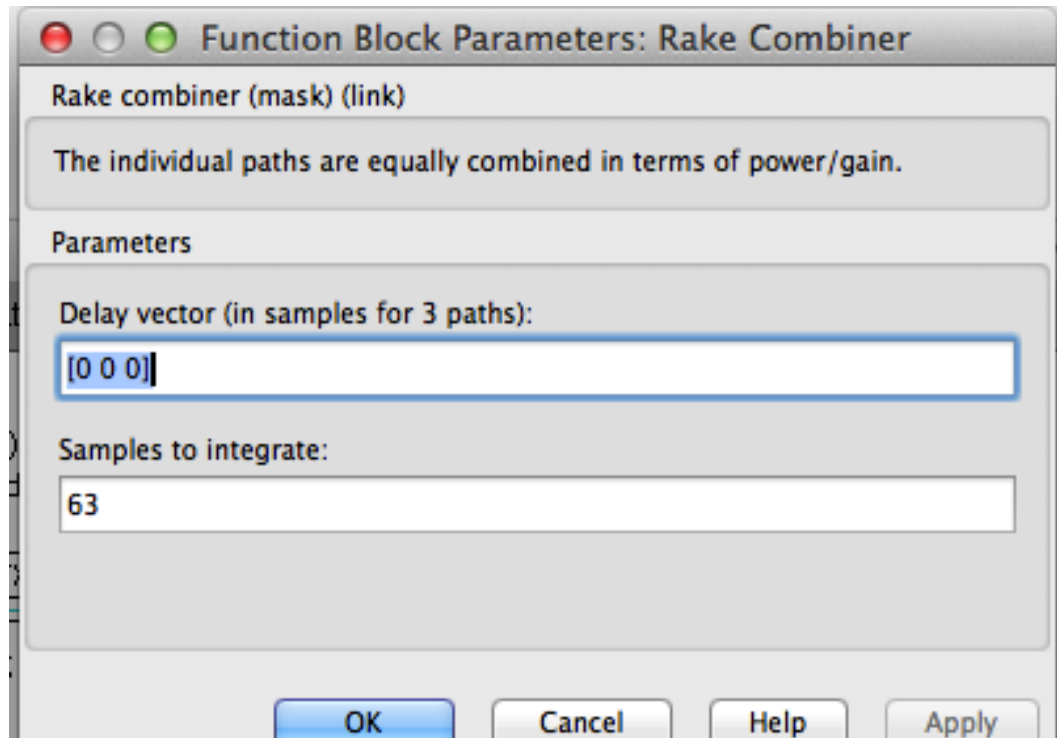 Function Block Parameters: Rake Combiner
Rake combiner (mask) (link)
The individual paths are equally combined in terms of power/gain.
Parameters
Delay vector (in samples for 3 paths):
[0 0 0]
Samples to integrate:
63
OK Cancel Help Apply